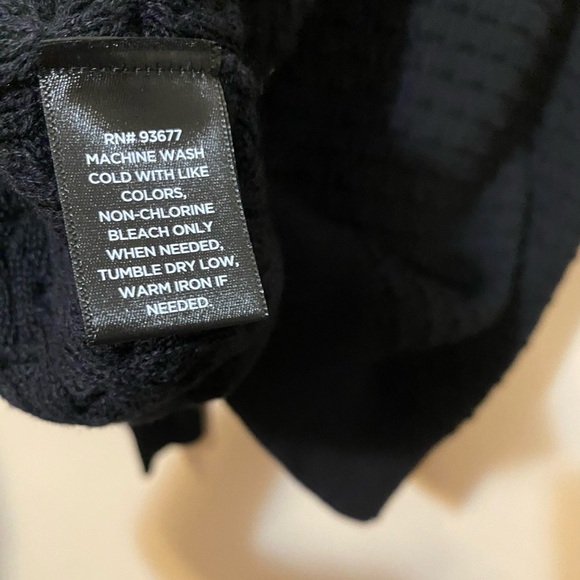 RN# 93677
MACHINE WASH
COLD WITH LIKE
COLORS,
NON-CHLORINE
BLEACH ONLY
WHEN NEEDED,
TUMBLE DRY LOW,
WARM IRON IF
NEEDED.